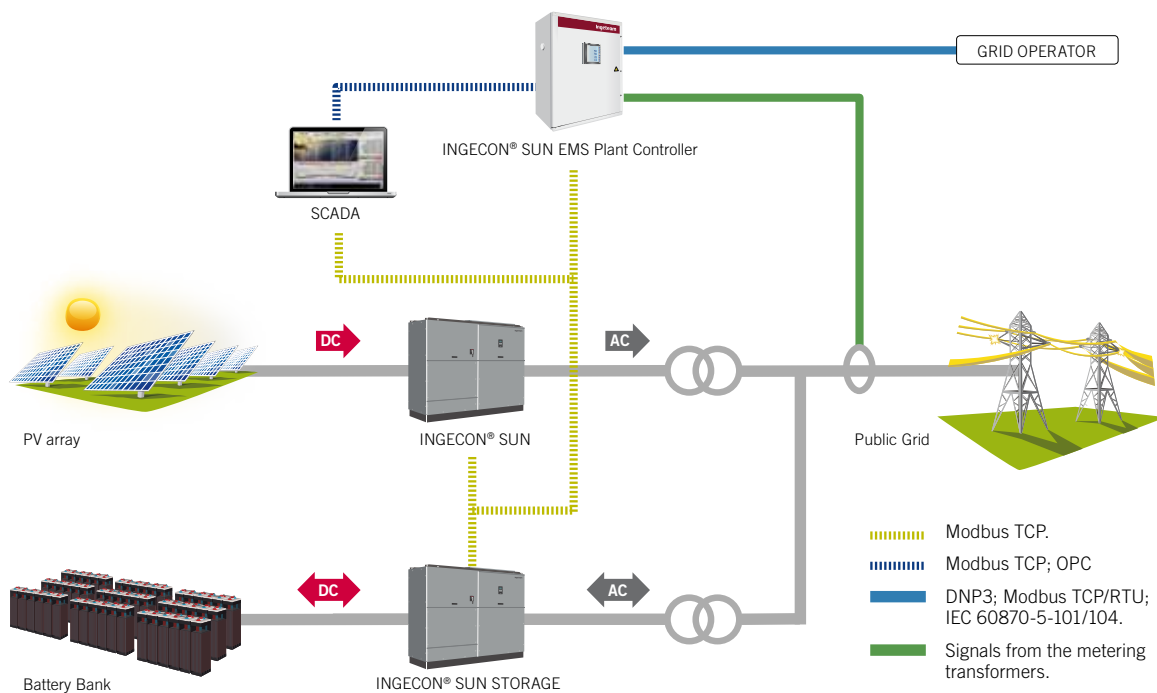 Ingeteam
GRID OPERATOR
INGECON® SUN EMS Plant Controller
SCADA
DC
AC
PV array
INGECON® SUN
Public Grid
Modbus TCP.
Modbus TCP; OPC
DNP3; Modbus TCP/RTU;
IEC 60870-5-101/104.
Signals from the metering
transformers.
DC
AC
Battery Bank
INGECON® SUN STORAGE